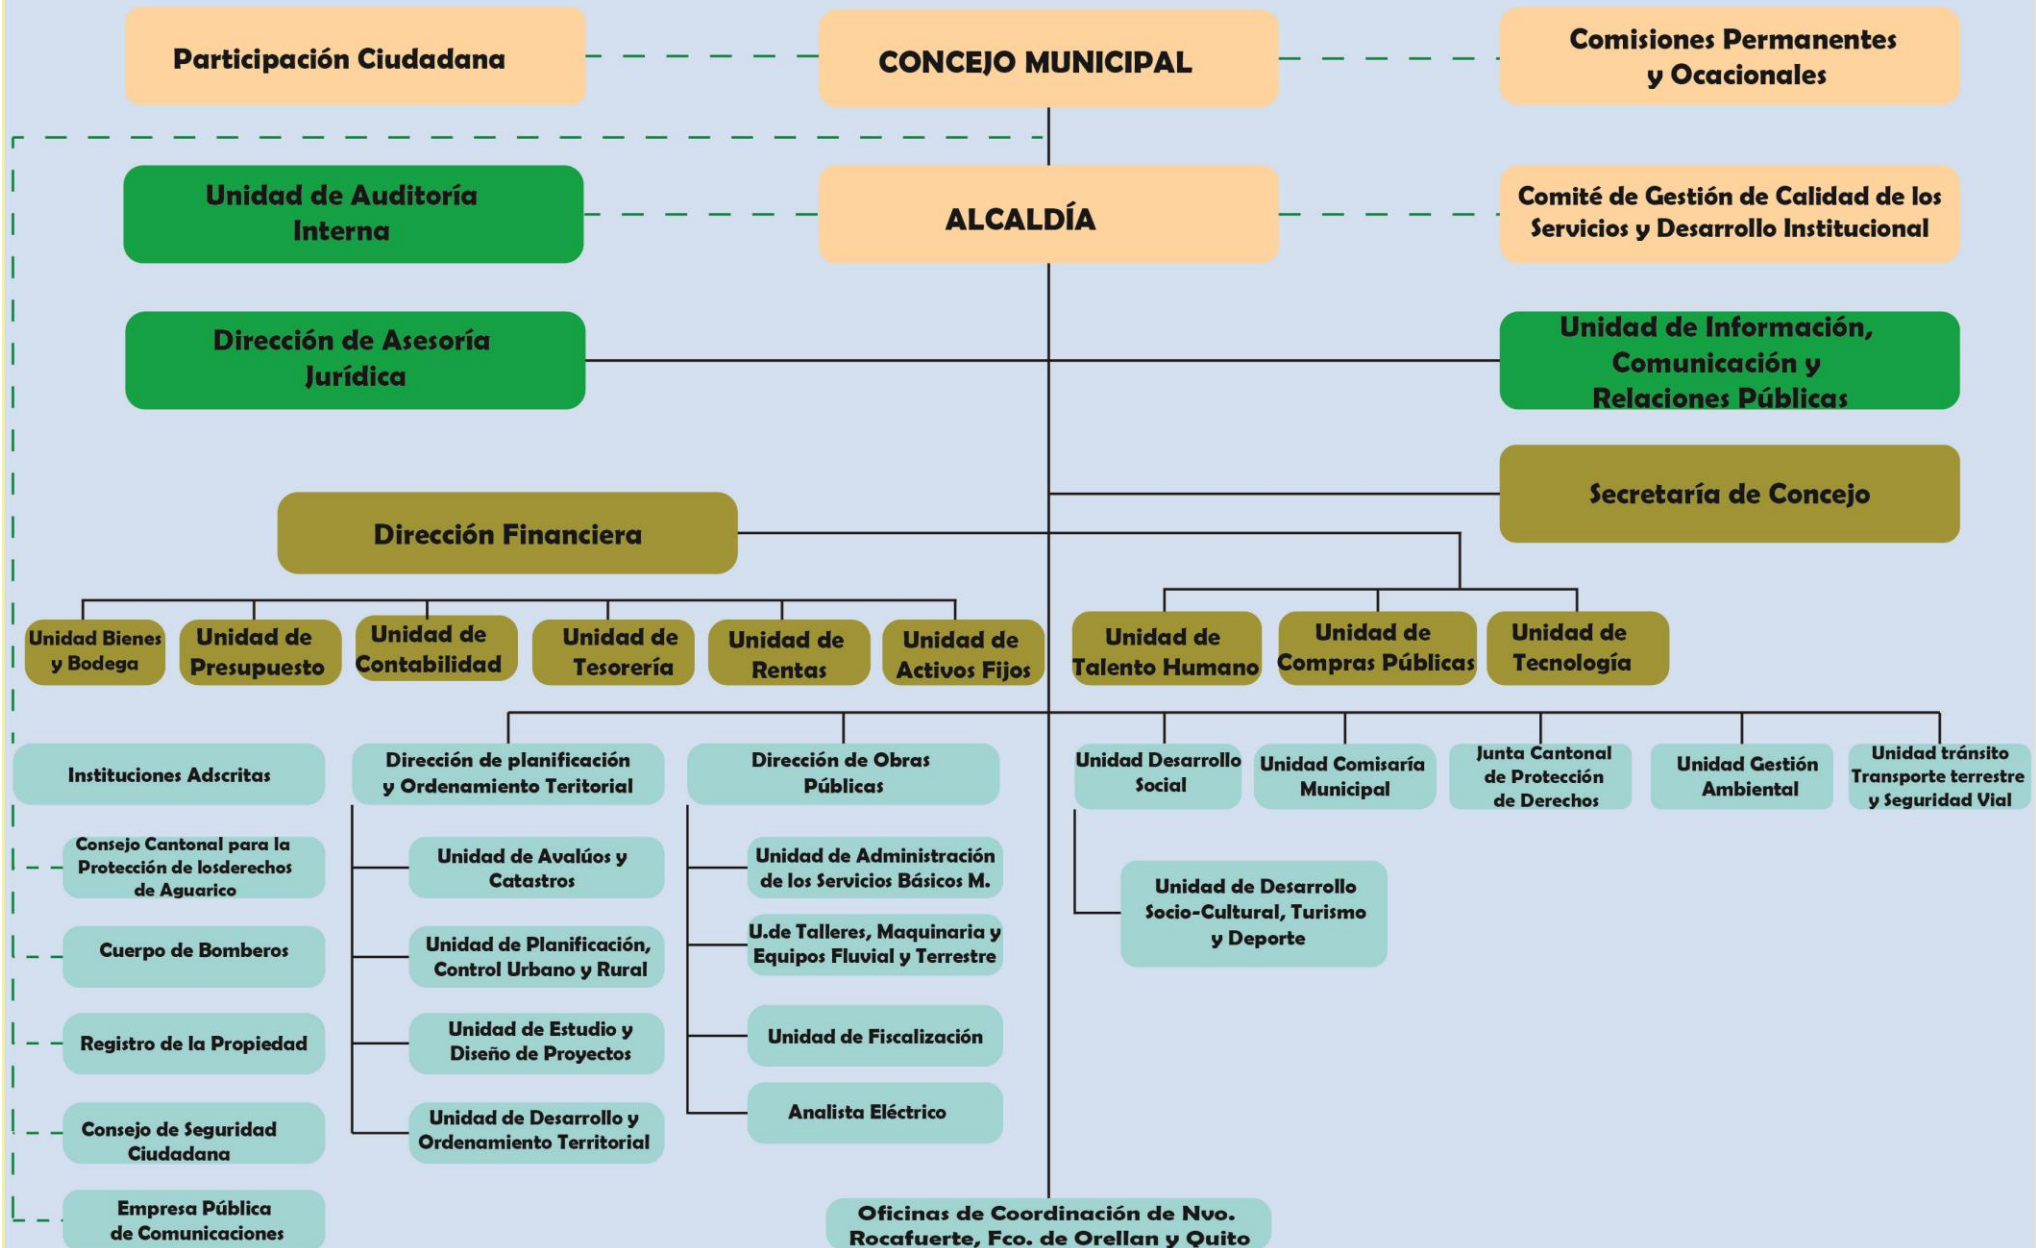 Participación Ciudadana
CONCEJO MUNICIPAL
Comisiones Permanentes
y Ocacionales
Unidad de Auditoría
Interna
ALCALDÍA
Comité de Gestión de Calidad de los
Servicios y Desarrollo Institucional
Dirección de Asesoría
Jurídica
Unidad de Información,
Comunicación y
Relaciones Públicas
Secretaría de Concejo
Dirección Financiera
Unidad Bienes
y Bodega
Unidad de
Presupuesto
Unidad de
Contabilidad
Unidad de
Tesorería
Unidad de
Rentas
Unidad de
Activos Fijos
Unidad de
Talento Humano
Unidad de
Compras Públicas
Unidad de
Tecnología
Instituciones Adscritas
Consejo Cantonal para la
Protección de losderechos
de Aguarico
Cuerpo de Bomberos
Registro de la Propiedad
Consejo de Seguridad
Ciudadana
Empresa Pública
de Comunicaciones
Dirección de planificación
y Ordenamiento Teritorial
Unidad de Avalúos y
Catastros
Unidad de Planificación,
Control Urbano y Rural
Unidad de Estudio y
Diseño de Proyectos
Unidad de Desarrollo y
Ordenamiento Territorial
Dirección de Obras
Públicas
Unidad de Administración
de los Servicios Básicos M.
U.de Talleres, Maquinaria y
Equipos Fluvial y Terrestre
Unidad de Fiscalización
Analista Eléctrico
Unidad Desarrollo
Social
Unidad de Desarrollo
Socio-Cultural, Turismo
y Deporte
Unidad Comisaría
Municipal
Junta Cantonal
de Protección
de Derechos
Unidad Gestión
Ambiental
Unidad tránsito
Transporte terrestre
y Seguridad Vial
Oficinas de Coordinación de Nvo.
Rocafuerte, Fco. de Orellan y Quito